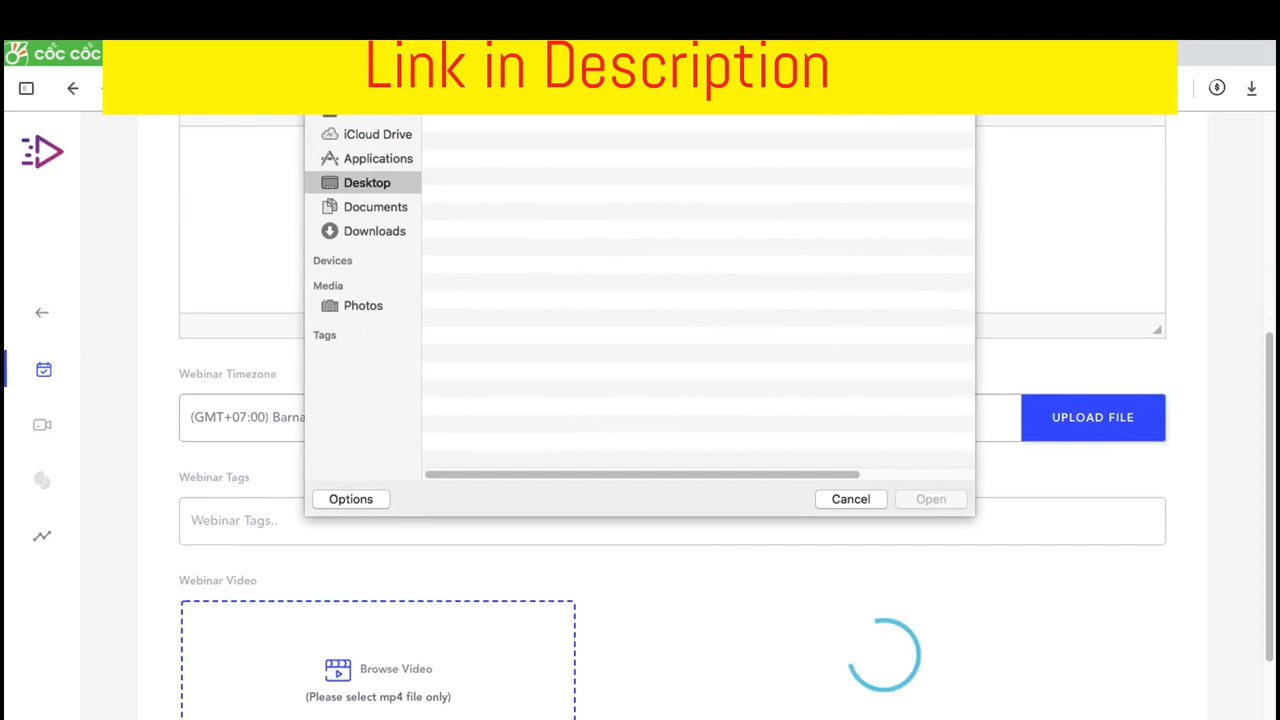 cốc cốc
Link in Description
iCloud Drive
Applications
Desktop
Documents
Downloads
Devices
Media
Photos
Tags
Webinar Timezone
(GMT+07:00) Barna
UPLOAD FILE
Webinar Tags
Webinar Tags..
Options
Cancel
Open
Webinar Video
Browse Video
(Please select mp4 file only)